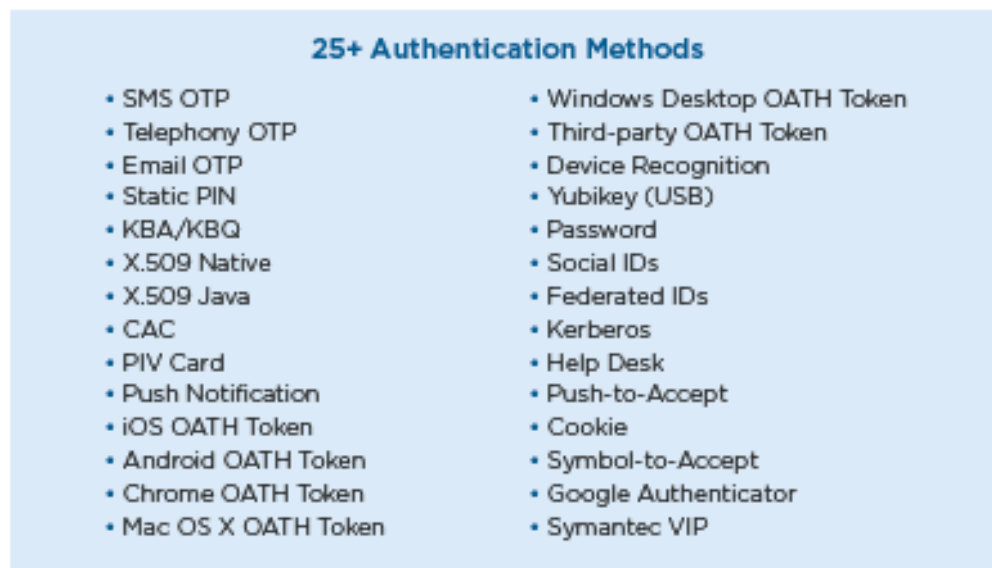 25+ Authentication Methods
• SMS OTP
• Telephony OTP
• Email OTP
• Static PIN
• KBA/KBQ
• X.509 Native
• X.509 Java
• CAC
• PIV Card
• Push Notification
• iOS OATH Token
• Android OATH Token
• Chrome OATH Token
• Mac OS X OATH Token
• Windows Desktop OATH Token
• Third-party OATH Token
• Device Recognition
• Yubikey (USB)
• Password
• Social IDs
• Federated IDs
• Kerberos
• Help Desk
• Push-to-Accept
• Cookie
• Symbol-to-Accept
• Google Authenticator
• Symantec VIP